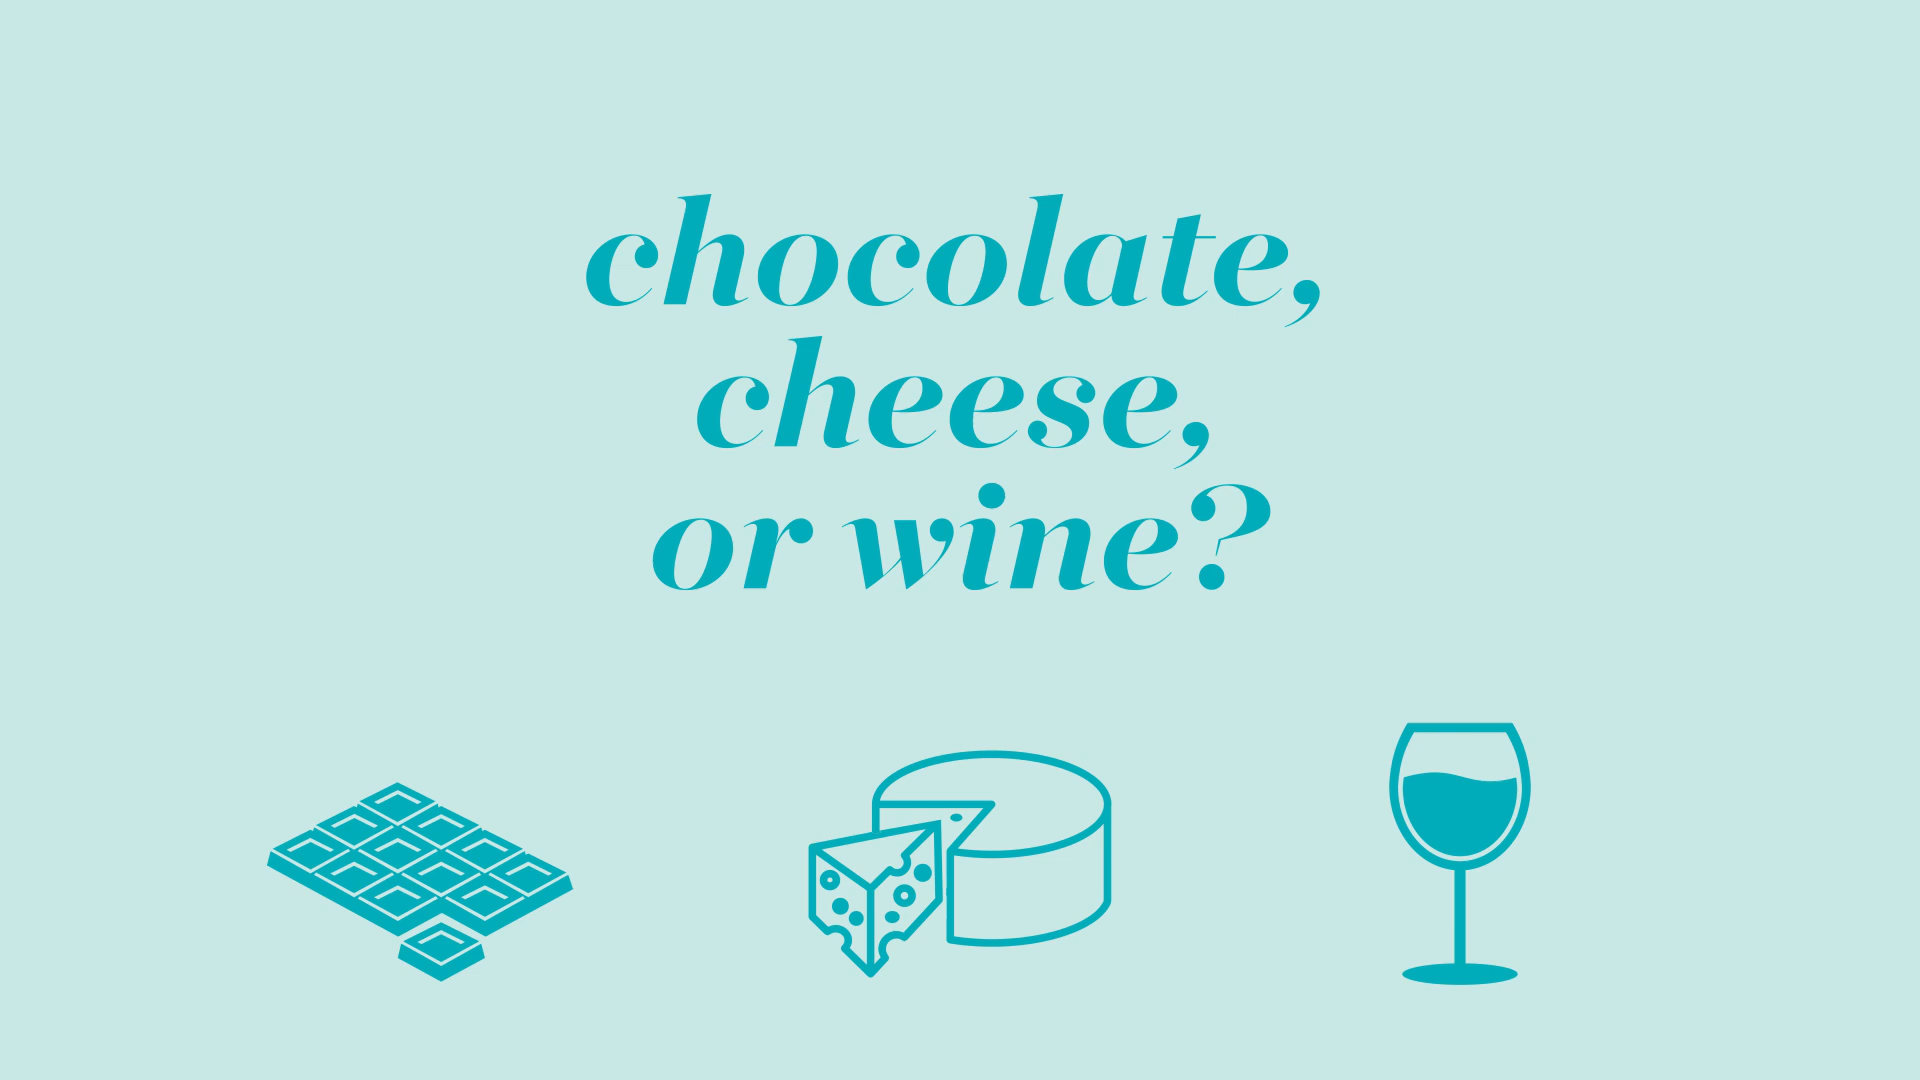 chocolate,
cheese,
or wine?